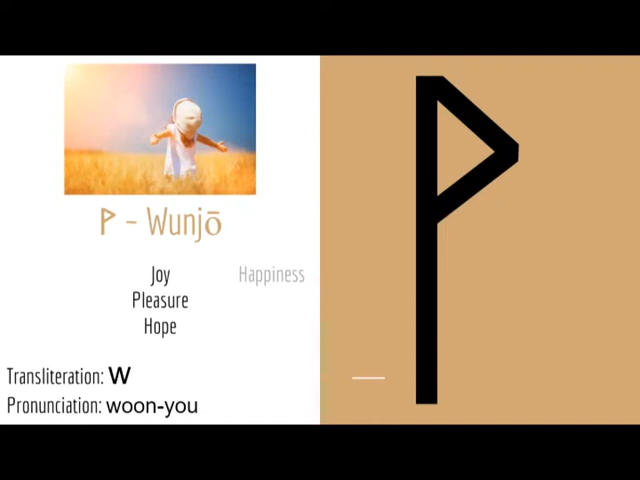 ᚹ - Wunjō
Joy
Happiness
Pleasure
Hope
Transliteration: W
Pronunciation: woon-you
ᚹ